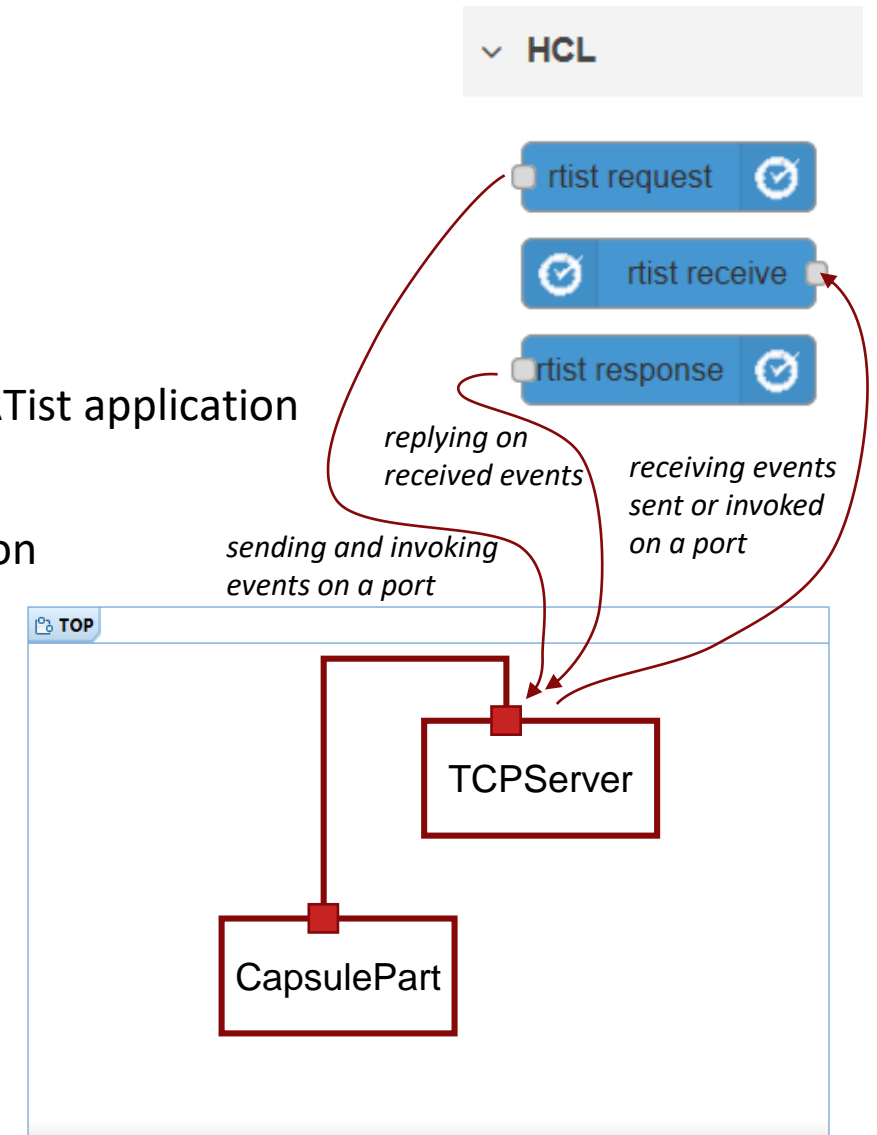 HCL
rtist request
rtist receive
rtist response
Tist application
replying on
received events
receiving events
sent or invoked
on a port
on
sending and invoking
events on a port
TOP
TCPServer
CapsulePart